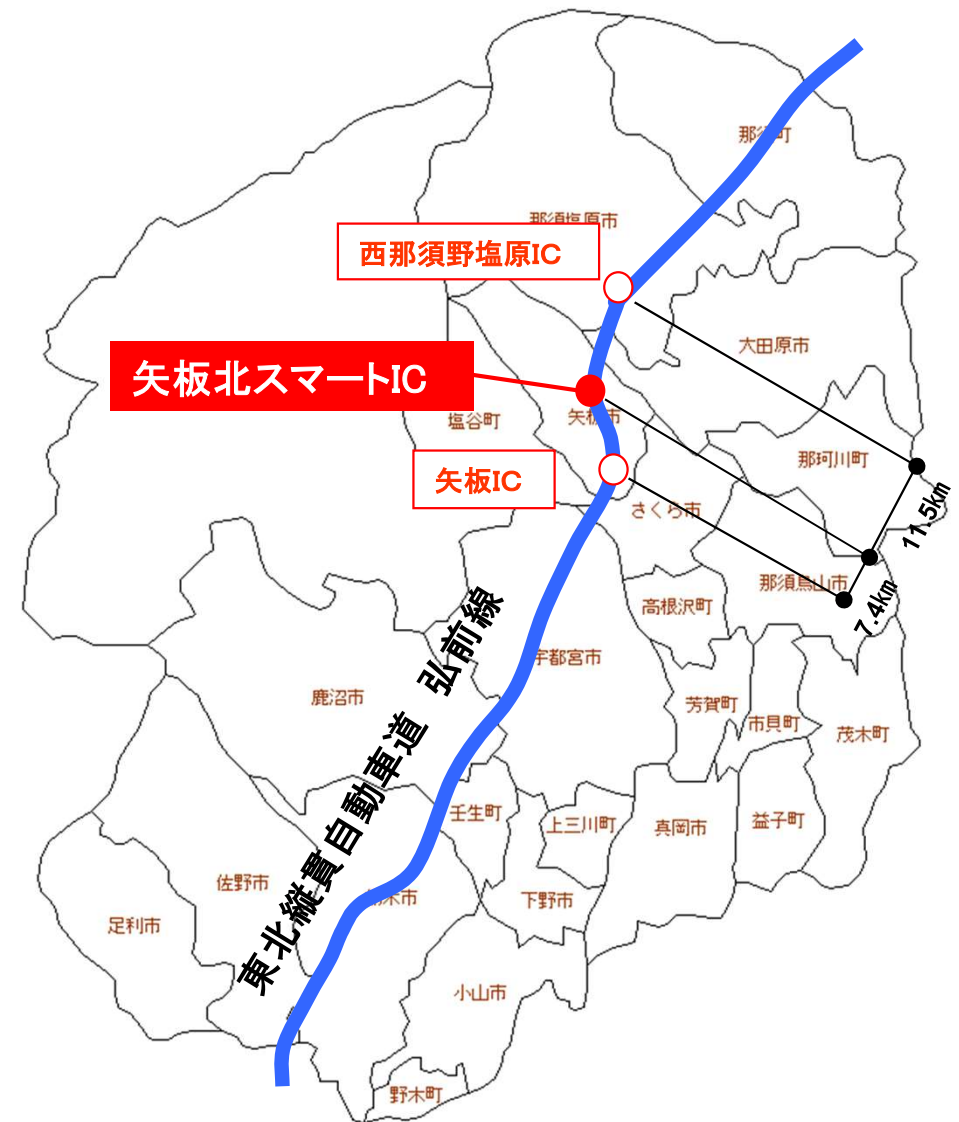 那須町
那須塩原市
西那須野塩原IC
大田原市
矢板北スマートIC
塩谷町
矢板市
那珂川町
矢板IC
さくら市
11.5km
那須烏山市
7.4km
高根沢町
宇都宮市
東北縦貫自動車道 弘前線
鹿沼市
芳賀町
市貝町
茂木町
壬生町
上三川町
真岡市
益子町
佐野市
木市
下野市
足利市
小山市
野木町